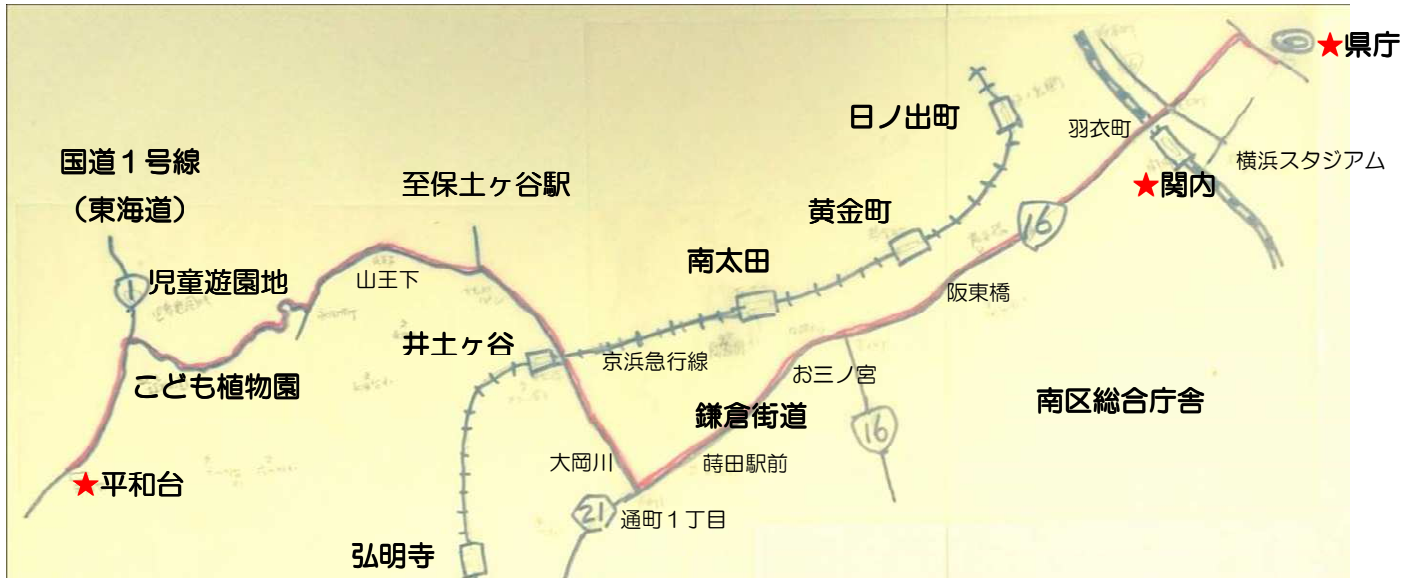 ★県庁
日ノ出町
羽衣町
横浜スタジアム
国道１号線
（東海道）
至保土ヶ谷駅
★関内
黄金町
16
南太田
児童遊園地
1
山王下
阪東橋
井土ヶ谷
京浜急行線
お三ノ宮
こども植物園
鎌倉街道
南区総合庁舎
16
大岡川
蒔田駅前
★平和台
21
通町１丁目
弘明寺